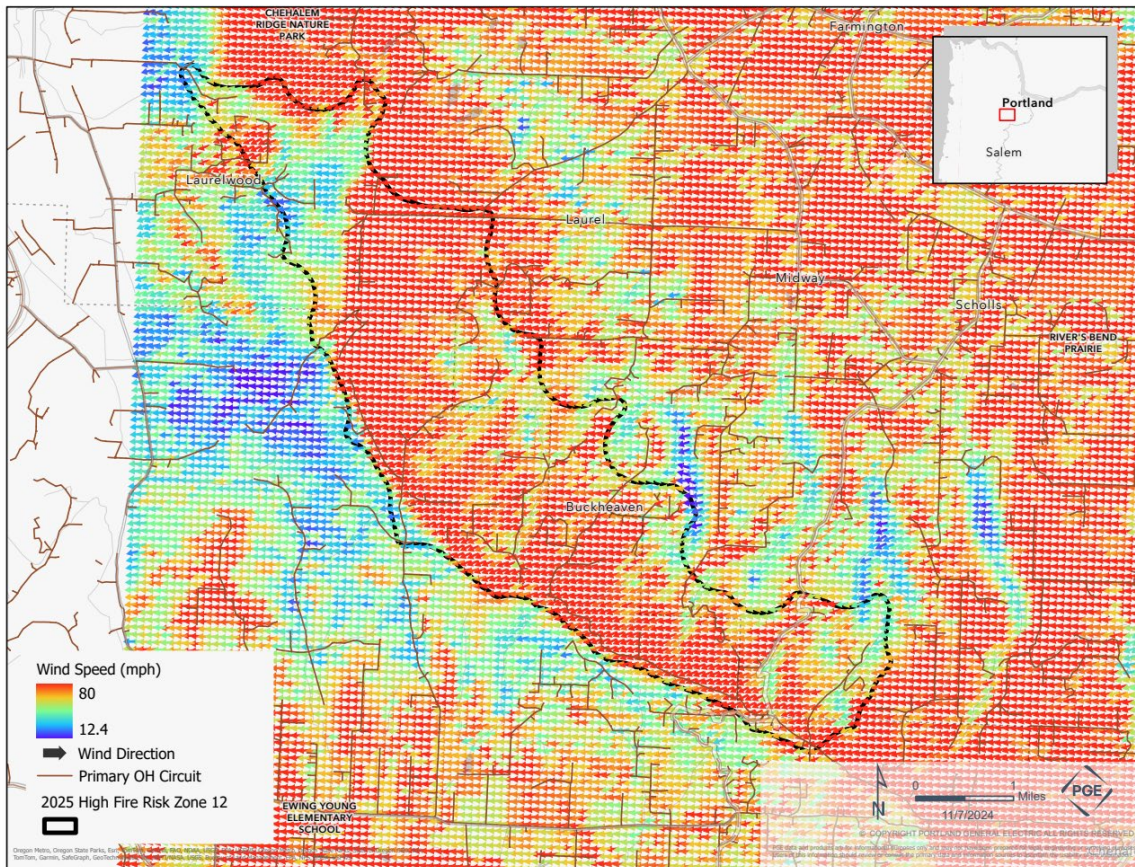 CHEHALEM
RIDGE NATURE
PARK
Farmington
Portland
Salem
Laurelwood
Laurel
Midway
Scholls
RIVER'S BEND
PRAIRIE
Buckheaven
Wind Speed (mph)
80
12.4
Wind Direction
Primary OH Circuit
2025 High Fire Risk Zone 12
EWING YOUNG
ELEMENTARY
SCHOOL
N
0 1
Miles
11/7/2024
PGE
© COPYRIGHT PORTLAND GENERAL ELECTRIC ALL RIGHTS RESERVED